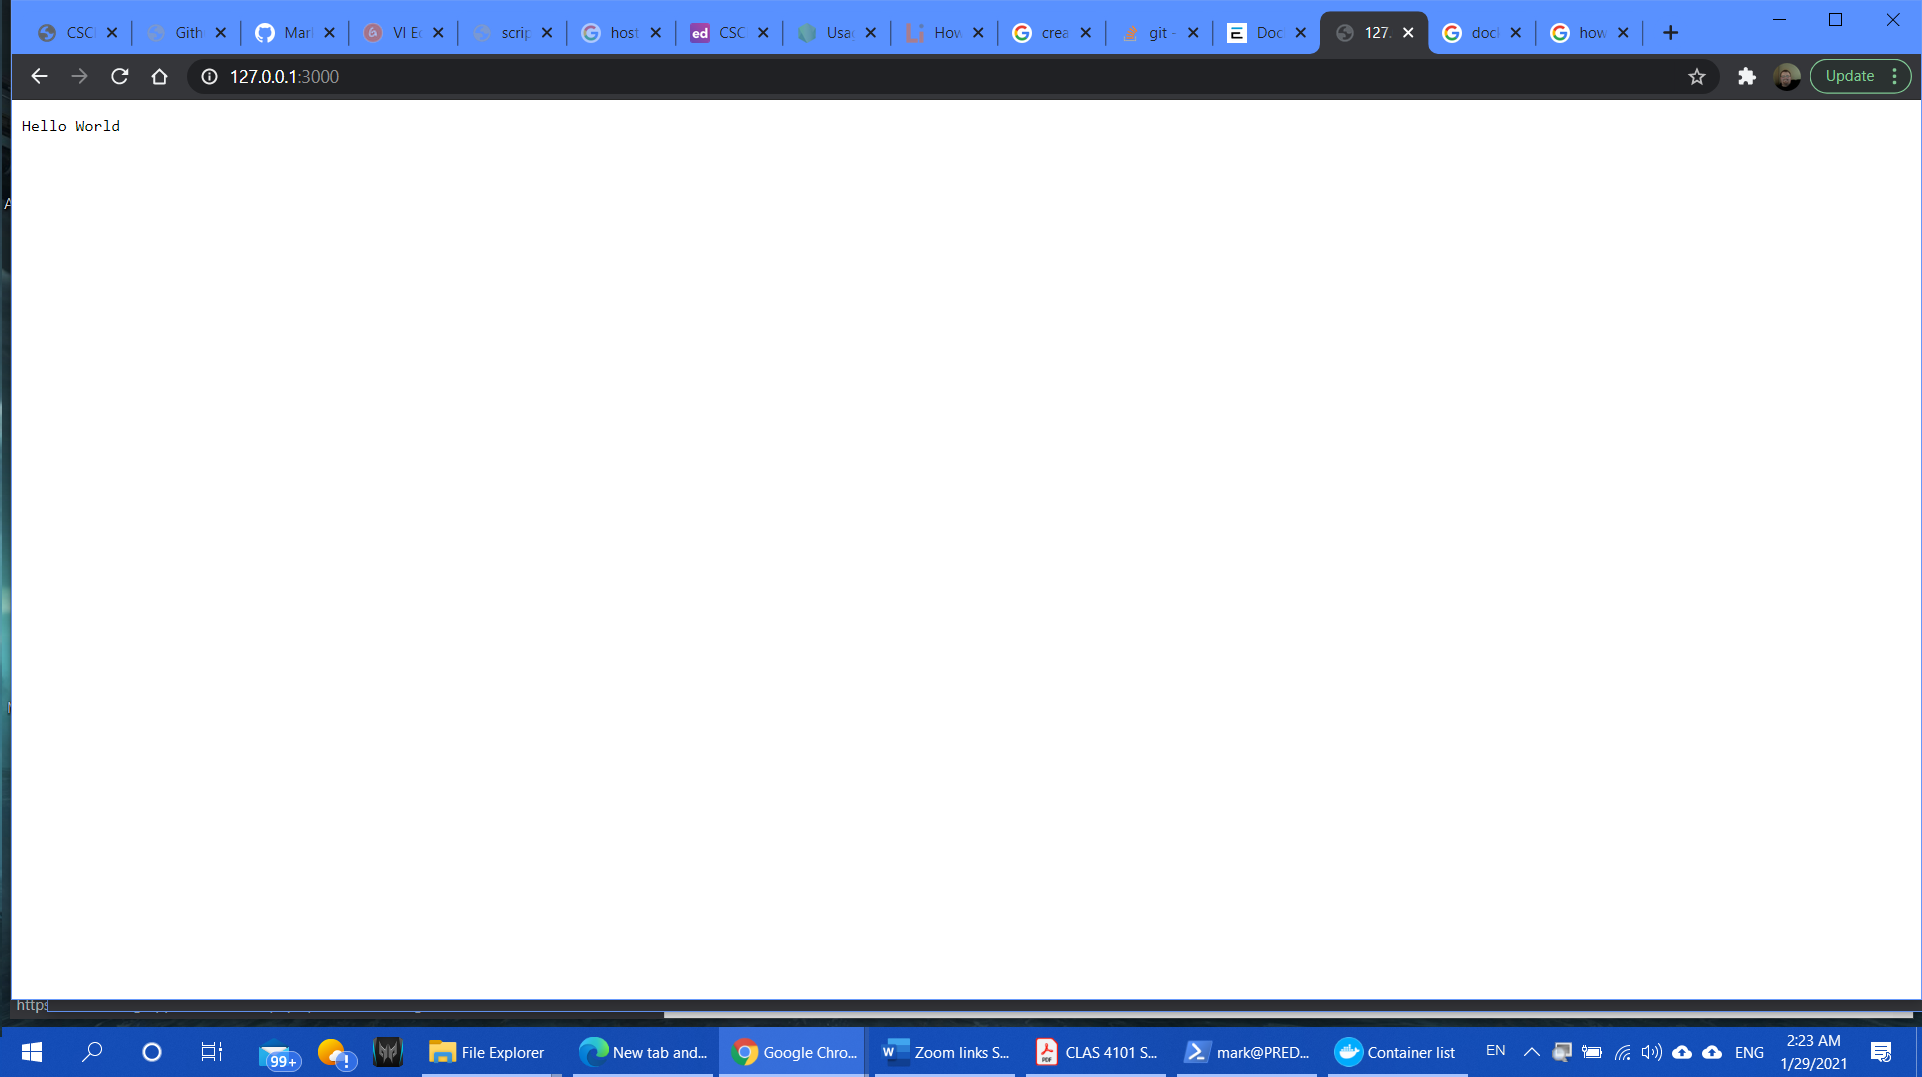 CSC
Gith
Mar
VI E
scrip
host
ed
CSC
Usa
How
crea
git -
Doc
127.
doc
how
127.0.0.1:3000
Update
Hello World
https
99+
File Explorer
New tab and...
Google Chro...
Zoom links S...
CLAS 4101 S...
mark@PRED...
Container list
EN
ENG
2:23 AM
1/29/2021